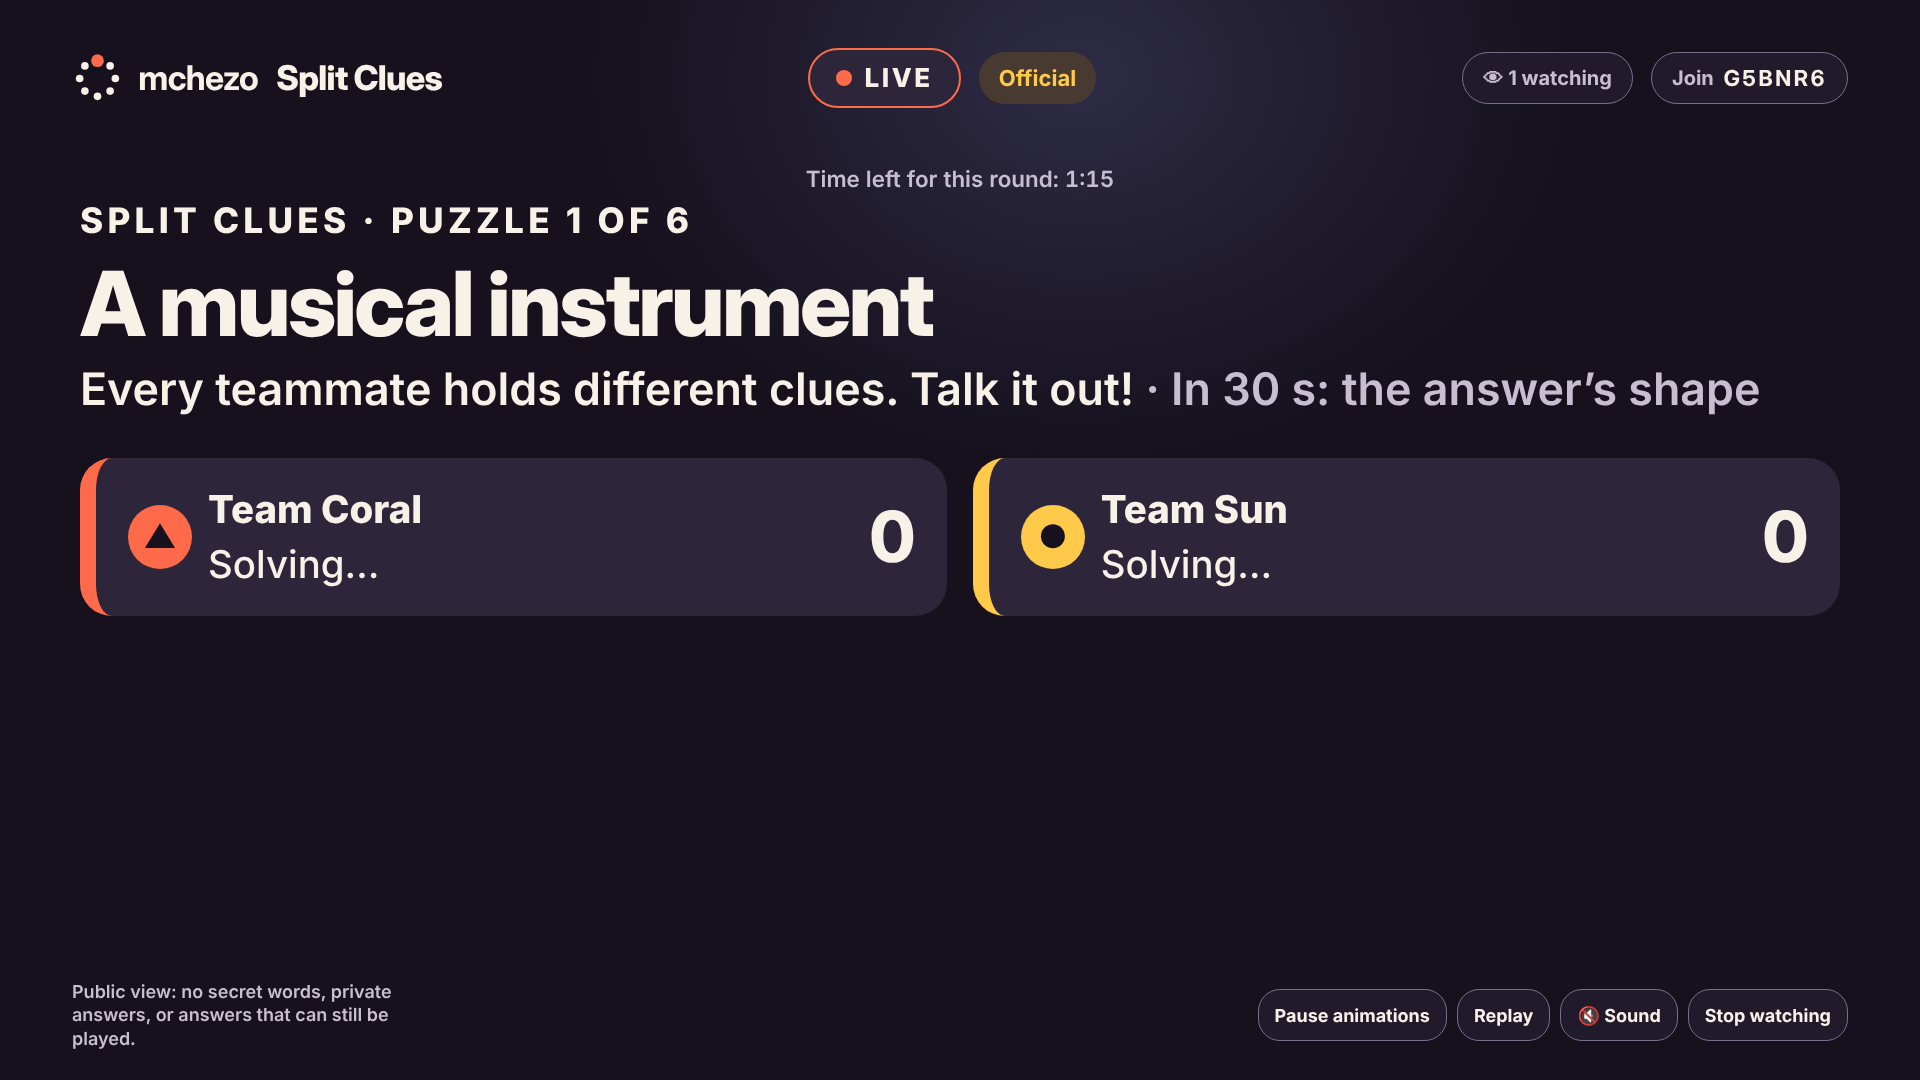 mchezo Split Clues
LIVE
Official
1 watching
Join G5BNR6
Time left for this round: 1:15
SPLIT CLUES · PUZZLE 1 OF 6
A musical instrument
Every teammate holds different clues. Talk it out! · In 30 s: the answer’s shape
Team Coral
Solving…
0
Team Sun
Solving…
0
Public view: no secret words, private
answers, or answers that can still be
played.
Pause animations
Replay
Sound
Stop watching